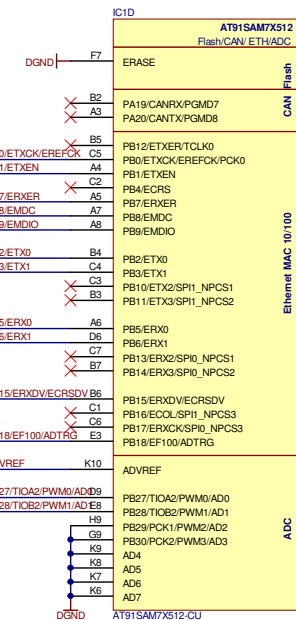 IC1D
AT91SAM7X512
Flash/CAN/ ETH/ADC
DGND F7 ERASE
Flash
B2 PA19/CANRX/PGMD7
A3 PA20/CANTX/PGMD8
CAN
B5 PB12/ETXER/TCLK0
0/ETXCK/EREFCK C5 PB0/ETXCK/EREFCK/PCK0
1/ETXEN A4 PB1/ETXEN
C2 PB4/ECRS
7/ERXER A5 PB7/ERXER
8/EMDC A7 PB8/EMDC
9/EMDIO A8 PB9/EMDIO
2/ETX0 B4 PB2/ETX0
3/ETX1 C4 PB3/ETX1
C3 PB10/ETX2/SPI1_NPCS1
B3 PB11/ETX3/SPI1_NPCS2
Ethernet MAC 10/100
5/ERX0 A6 PB5/ERX0
6/ERX1 D6 PB6/ERX1
C7 PB13/ERX2/SPI0_NPCS1
B7 PB14/ERX3/SPI0_NPCS2
15/ERXDV/ECRSDV B6 PB15/ERXDV/ECRSDV
C1 PB16/ECOL/SPI1_NPCS3
C6 PB17/ERXCK/SPI0_NPCS3
18/EF100/ADTRG E3 PB18/EF100/ADTRG
VREF K10 ADVREF
27/TIOA2/PWM0/AD0 D9 PB27/TIOA2/PWM0/AD0
28/TIOB2/PWM1/AD1 E8 PB28/TIOB2/PWM1/AD1
H9 PB29/PCK1/PWM2/AD2
G9 PB30/PCK2/PWM3/AD3
K9 AD4
K8 AD5
K7 AD6
K6 AD7
ADC
DGND AT91SAM7X512-CU